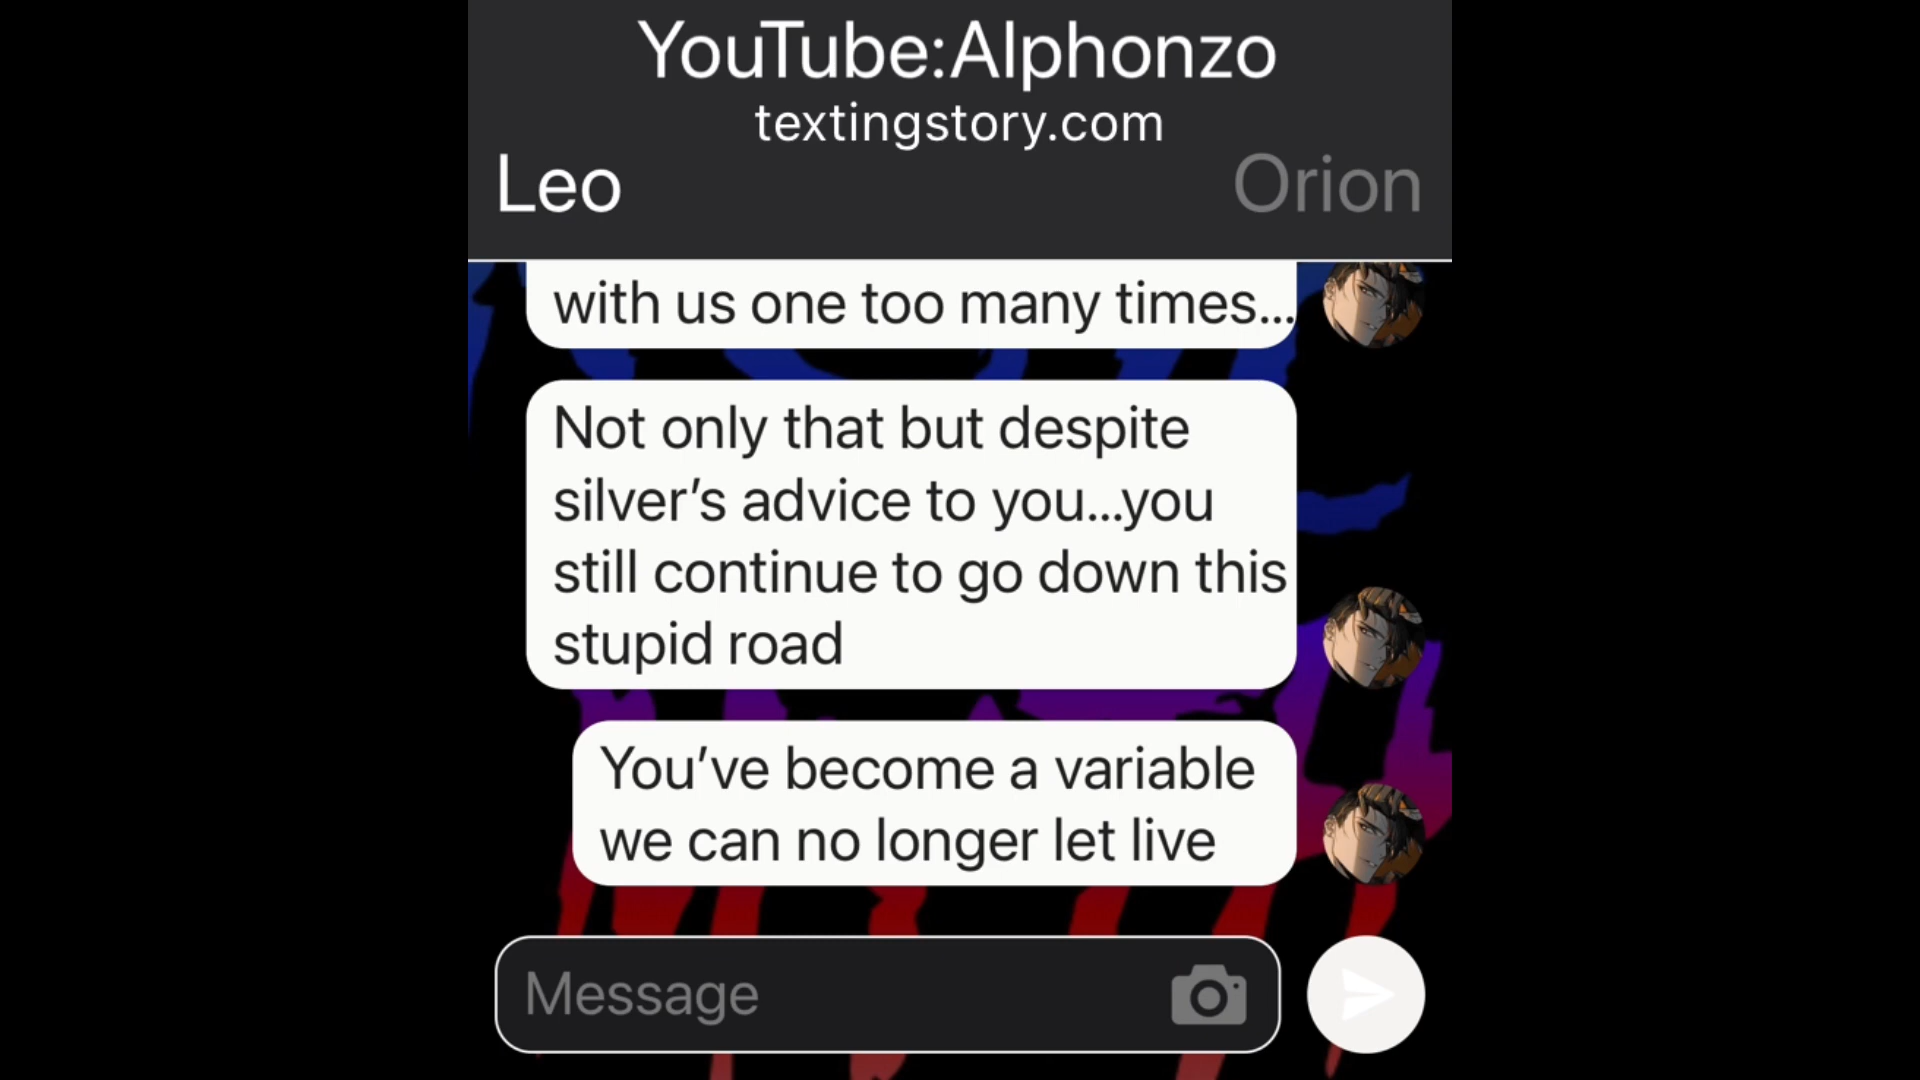 YouTube:Alphonzo
textingstory.com
Leo
Orion
with us one too many times...
Not only that but despite
silver’s advice to you...you
still continue to go down this
stupid road
You’ve become a variable
we can no longer let live
Message